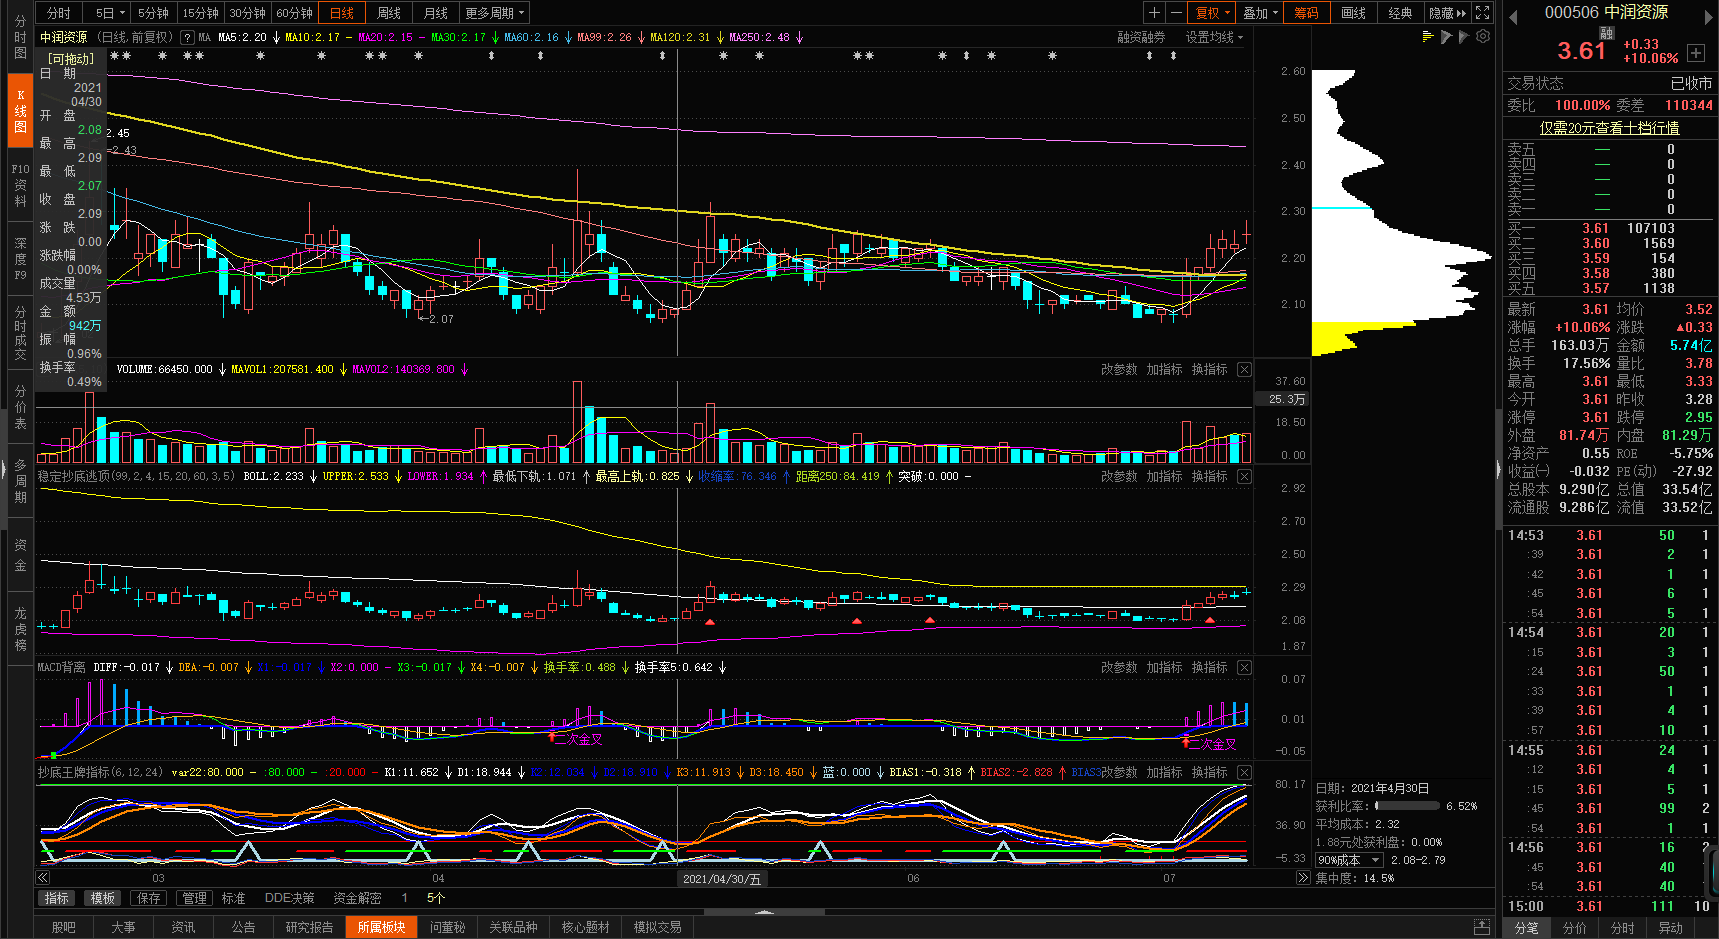 分时 5日 5分钟 15分钟 30分钟 60分钟 日线 周线 月线 更多周期 复权 叠加 筹码 画线 经典 隐藏
中润资源 (日线,前复权) ? MA MA5:2.20 ↓ MA10:2.17 − MA20:2.15 − MA30:2.17 ↓ MA60:2.16 ↓ MA99:2.26 ↓ MA120:2.31 ↓ MA250:2.48 ↓ 融资融券 设置均线
分时图
K线图
F10资料
深度F9
分时成交
分价表
多周期
资金
龙虎榜
[可拖动]
日期
2021
04/30
开盘
2.08
最高
2.09
最低
2.07
收盘
2.09
涨跌
0.00
涨跌幅
0.00%
成交量
4.53万
金额
942万
振幅
0.96%
换手率
0.49%
2.45
2.43
←2.07
2.60
2.50
2.40
2.30
2.20
2.10
VOLUME:66450.000 ↓ MAVOL1:207581.400 ↓ MAVOL2:140369.800 ↓ 改参数 加指标 换指标
37.60
25.3万
18.50
0.00
稳定抄底逃顶(99,2,4,15,20,60,3,5) BOLL:2.233 ↓ UPPER:2.533 ↓ LOWER:1.934 ↑ 最低下轨:1.071 ↑ 最高上轨:0.825 ↓ 收缩率:76.346 ↑ 距离250:84.419 ↑ 突破:0.000 − 改参数 加指标 换指标
2.92
2.70
2.50
2.29
2.08
1.87
MACD背离 DIFF:-0.017 ↓ DEA:-0.007 ↓ X1:-0.017 ↓ X2:0.000 − X3:-0.017 ↓ X4:-0.007 ↓ 换手率:0.488 ↓ 换手率5:0.642 ↓ 改参数 加指标 换指标
0.07
0.01
-0.05
二次金叉
二次金叉
抄底王牌指标(6,12,24) var22:80.000 − :80.000 − :20.000 − K1:11.652 ↓ D1:18.944 ↓ K2:12.034 ↓ D2:18.910 ↓ K3:11.913 ↓ D3:18.450 ↓ 蓝:0.000 ↓ BIAS1:-0.318 ↑ BIAS2:-2.828 ↑ BIAS3 改参数 加指标 换指标
80.17
36.90
-5.33
03 04 2021/04/30/五 06 07
指标 模板 保存 管理 标准 DDE决策 资金解密 1 5个
股吧 大事 资讯 公告 研究报告 所属板块 问董秘 关联品种 核心题材 模拟交易
日期: 2021年4月30日
获利比率: 6.52%
平均成本: 2.32
1.88元处获利盘: 0.00%
90%成本 2.08-2.79
集中度: 14.5%
000506 中润资源
融
3.61 +0.33
+10.06%
交易状态 已收市
委比 100.00% 委差 110344
仅需20元查看十档行情
卖五 — 0
卖四 — 0
卖三 — 0
卖二 — 0
卖一 — 0
买一 3.61 107103
买二 3.60 1569
买三 3.59 154
买四 3.58 380
买五 3.57 1138
最新 3.61 均价 3.52
涨幅 +10.06% 涨跌 ▲0.33
总手 163.03万 金额 5.74亿
换手 17.56% 量比 3.78
最高 3.61 最低 3.33
今开 3.61 昨收 3.28
涨停 3.61 跌停 2.95
外盘 81.74万 内盘 81.29万
净资产 0.55 ROE -5.75%
收益(一) -0.032 PE(动) -27.92
总股本 9.290亿 总值 33.54亿
流通股 9.286亿 流值 33.52亿
14:53 3.61 50 1
:39 3.61 2 1
:42 3.61 1 1
:45 3.61 6 1
:54 3.61 5 1
14:54 3.61 20 1
:15 3.61 3 1
:24 3.61 50 1
:33 3.61 1 1
:39 3.61 4 1
:57 3.61 10 1
14:55 3.61 24 1
:12 3.61 4 1
:15 3.61 5 1
:45 3.61 99 2
:54 3.61 1 1
14:56 3.61 16 2
:45 3.61 40
:54 3.61 40
15:00 3.61 111 10
分笔 分价 分时 异动